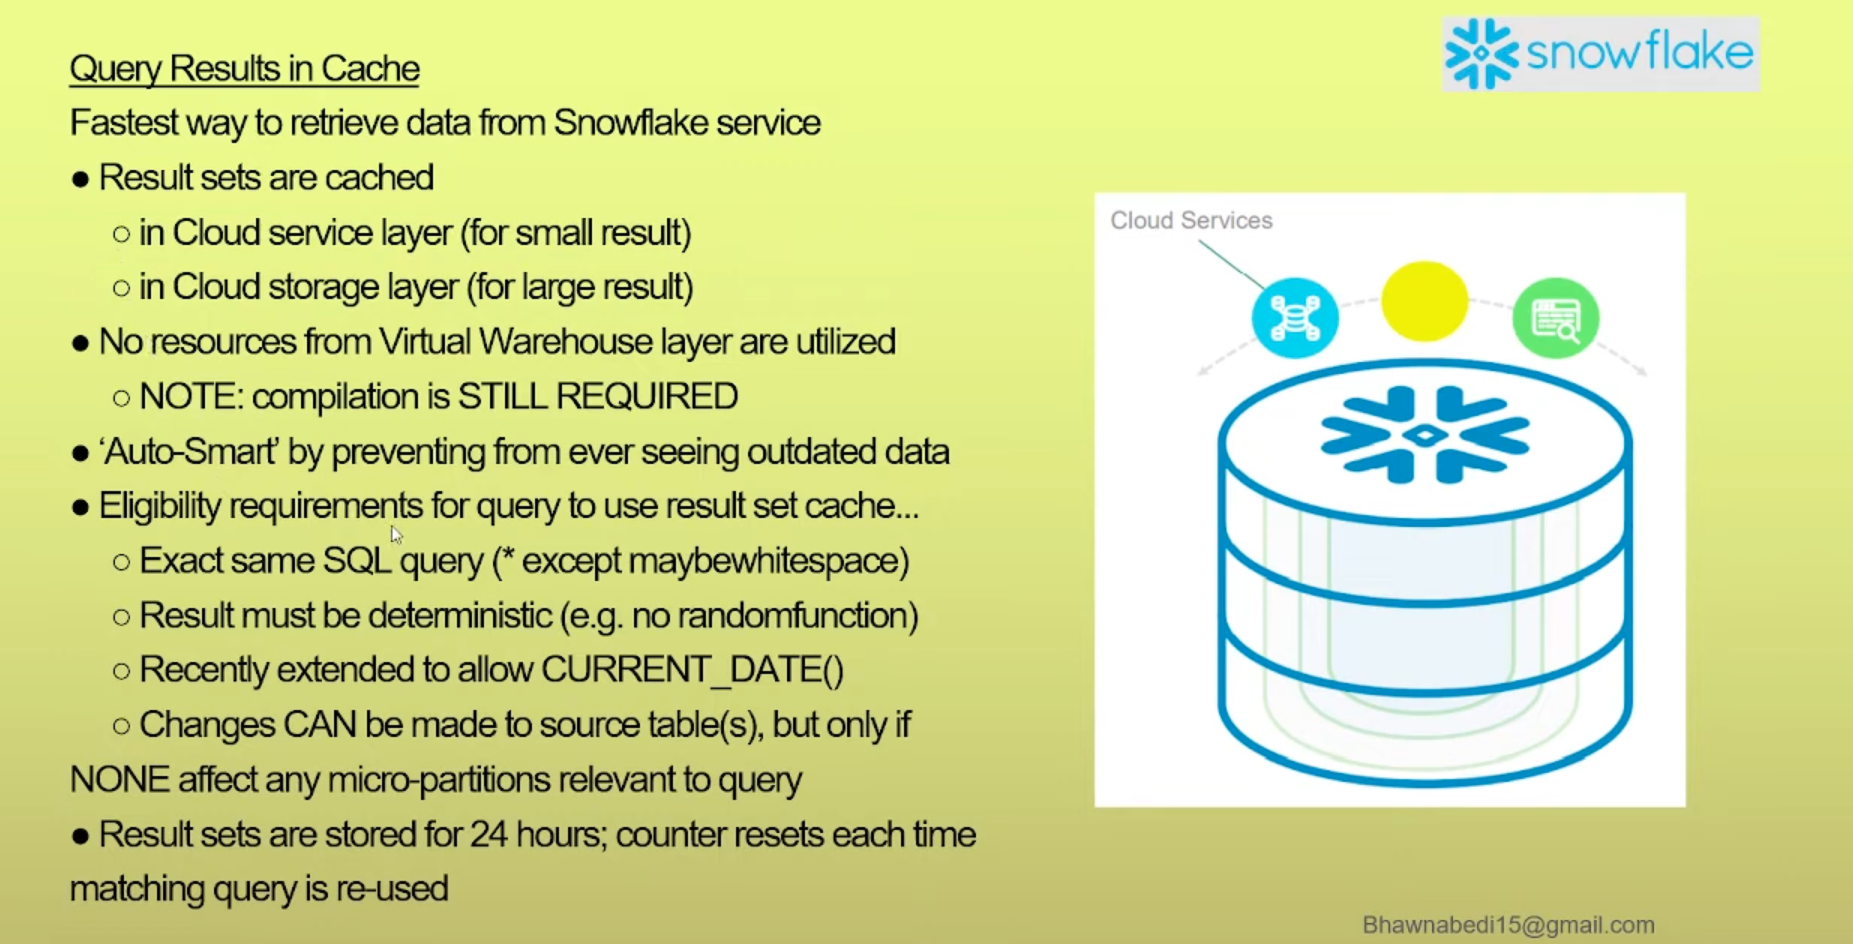 snowflake
Query Results in Cache
Fastest way to retrieve data from Snowflake service
● Result sets are cached
○ in Cloud service layer (for small result)
○ in Cloud storage layer (for large result)
● No resources from Virtual Warehouse layer are utilized
○ NOTE: compilation is STILL REQUIRED
● ‘Auto-Smart’ by preventing from ever seeing outdated data
● Eligibility requirements for query to use result set cache...
○ Exact same SQL query (* except maybewhitespace)
○ Result must be deterministic (e.g. no randomfunction)
○ Recently extended to allow CURRENT_DATE()
○ Changes CAN be made to source table(s), but only if
NONE affect any micro-partitions relevant to query
● Result sets are stored for 24 hours; counter resets each time
matching query is re-used
Cloud Services
Bhawnabedi15@gmail.com